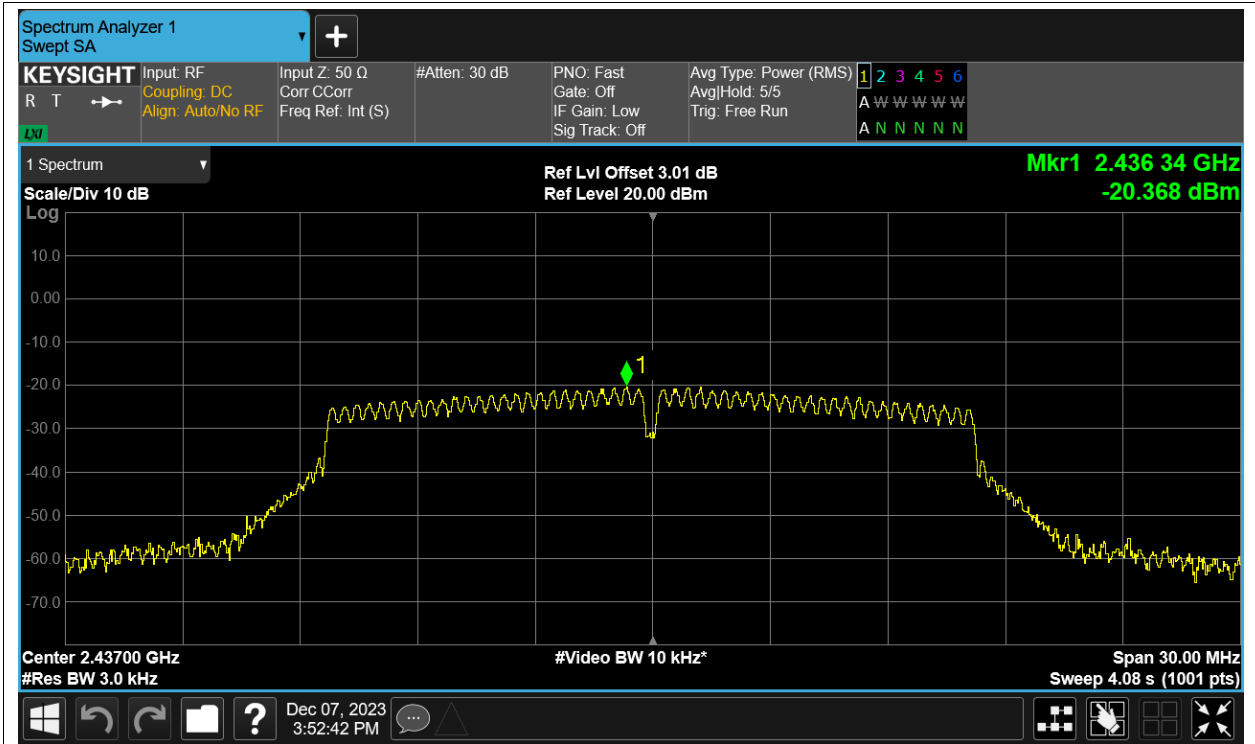 Spectrum Analyzer 1
Swept SA
KEYSIGHT
R T
LXI
Input: RF
Coupling: DC
Align: Auto/No RF
Input Z: 50 Ω
Corr CCorr
Freq Ref: Int (S)
#Atten: 30 dB
PNO: Fast
Gate: Off
IF Gain: Low
Sig Track: Off
Avg Type: Power (RMS)
Avg|Hold: 5/5
Trig: Free Run
1 2 3 4 5 6
A W W W W W
A N N N N N
1 Spectrum
Scale/Div 10 dB
Log
Ref Lvl Offset 3.01 dB
Ref Level 20.00 dBm
Mkr1 2.436 34 GHz
-20.368 dBm
10.0
0.00
-10.0
-20.0
-30.0
-40.0
-50.0
-60.0
-70.0
1
Center 2.43700 GHz
#Res BW 3.0 kHz
#Video BW 10 kHz*
Span 30.00 MHz
Sweep 4.08 s (1001 pts)
?
Dec 07, 2023
3:52:42 PM